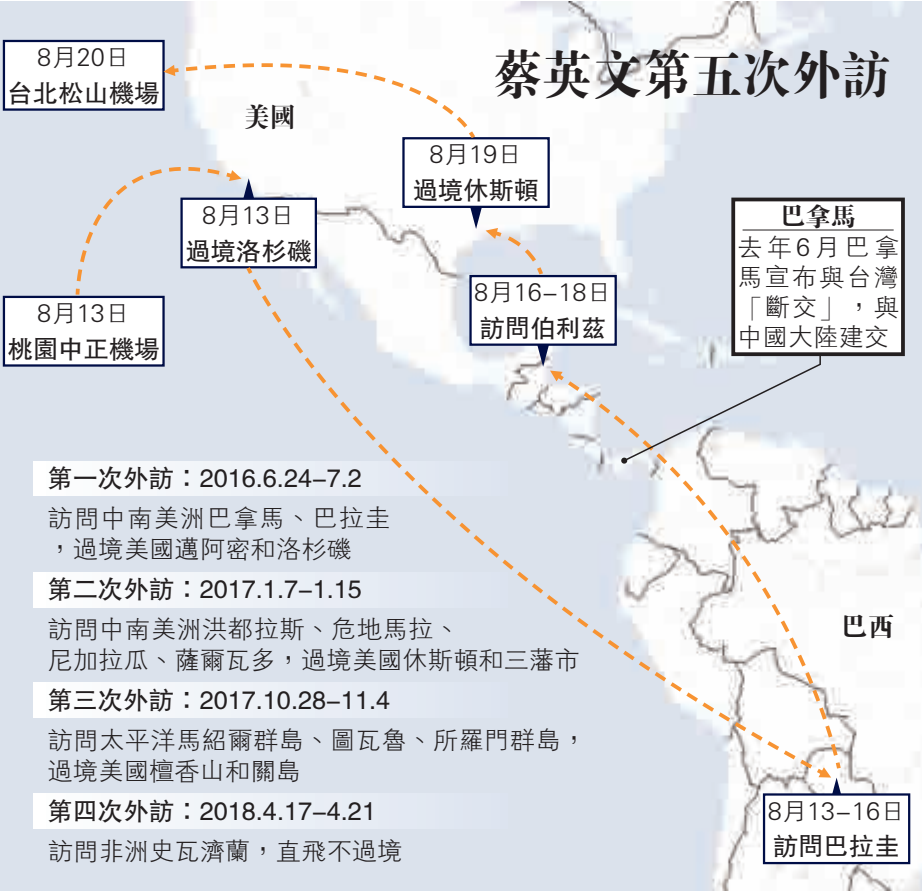 蔡英文第五次外訪
8月20日
台北松山機場
美國
8月19日
過境休斯頓
8月13日
過境洛杉磯
巴拿馬
去年6月巴拿
馬宣布與台灣
「斷交」，與
中國大陸建交
8月16–18日
訪問伯利茲
8月13日
桃園中正機場
第一次外訪：2016.6.24–7.2
訪問中南美洲巴拿馬、巴拉圭
，過境美國邁阿密和洛杉磯
第二次外訪：2017.1.7–1.15
訪問中南美洲洪都拉斯、危地馬拉、
尼加拉瓜、薩爾瓦多，過境美國休斯頓和三藩市
第三次外訪：2017.10.28–11.4
訪問太平洋馬紹爾群島、圖瓦魯、所羅門群島，
過境美國檀香山和關島
第四次外訪：2018.4.17–4.21
訪問非洲史瓦濟蘭，直飛不過境
巴西
8月13–16日
訪問巴拉圭